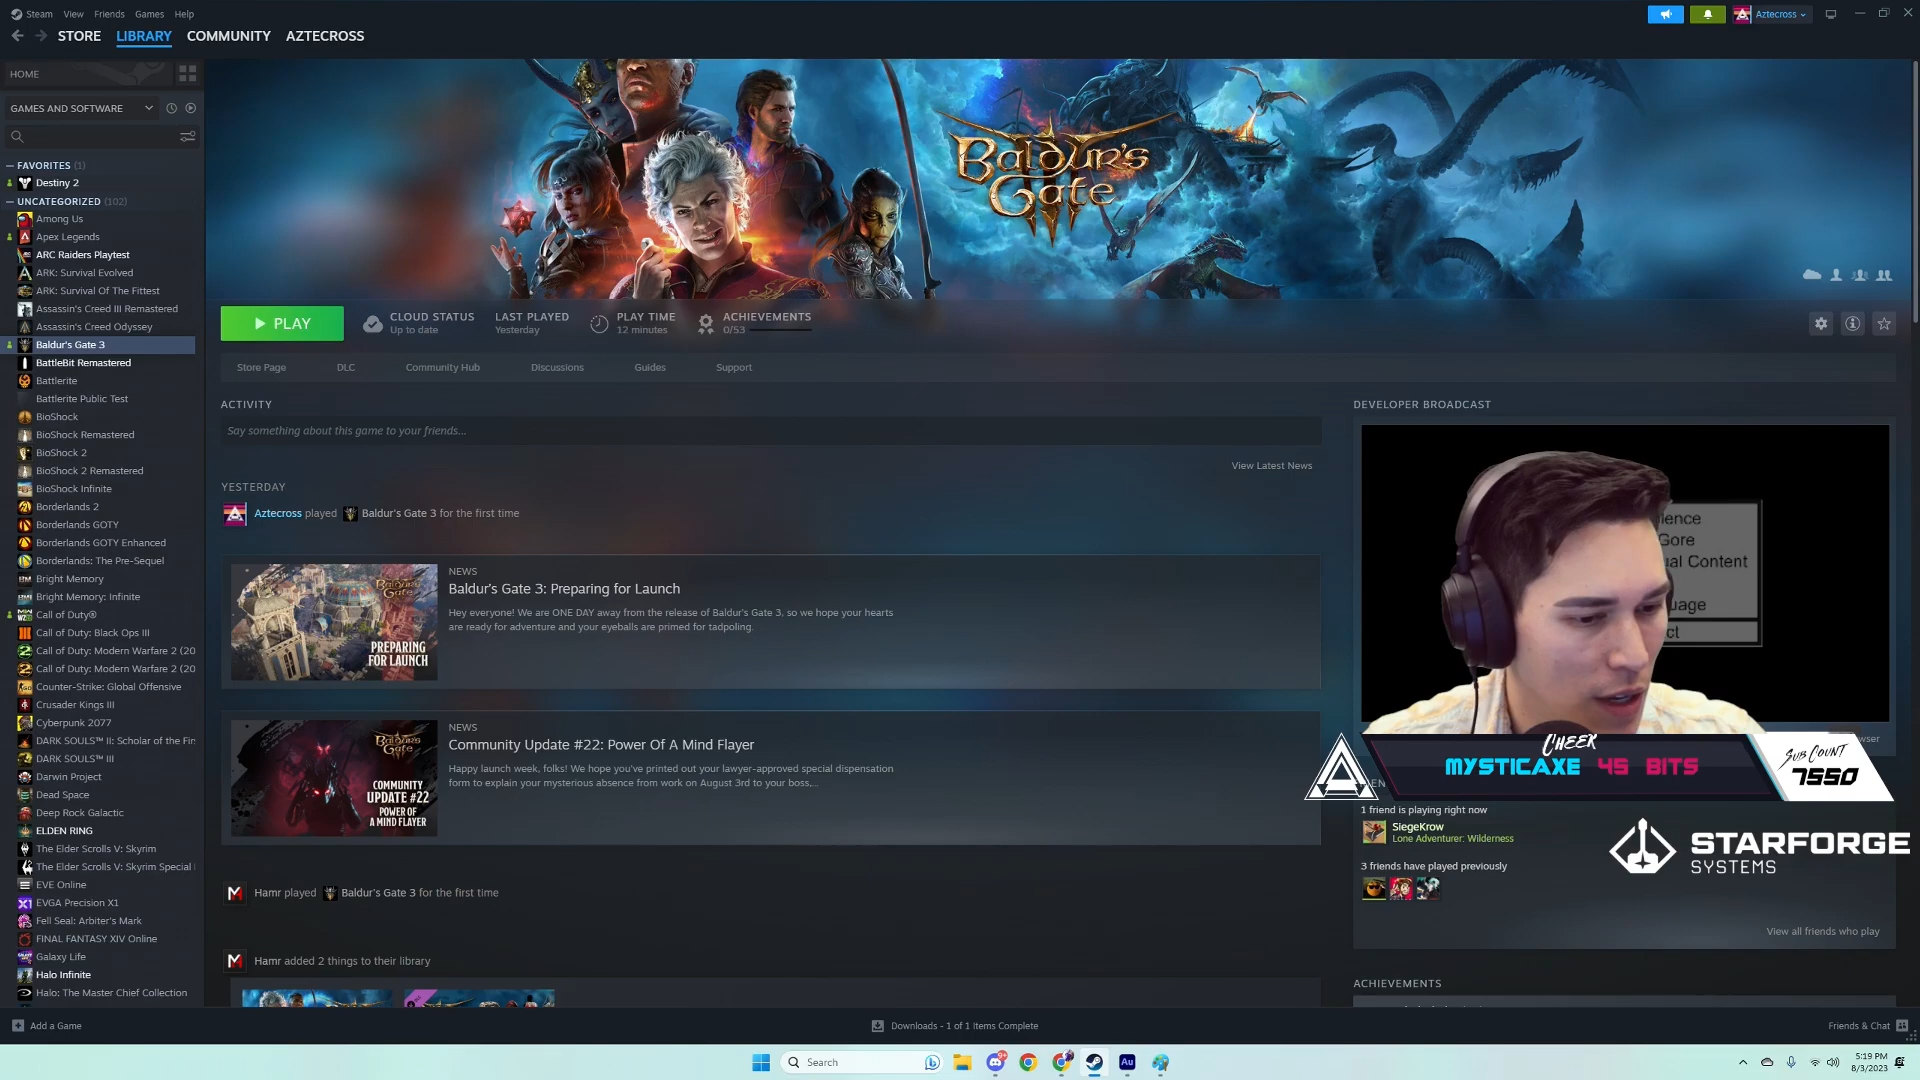 Steam View Friends Games Help
Aztecross
STORE LIBRARY COMMUNITY AZTECROSS
HOME
GAMES AND SOFTWARE
FAVORITES (1)
Destiny 2
UNCATEGORIZED (102)
Among Us
Apex Legends
ARC Raiders Playtest
ARK: Survival Evolved
ARK: Survival Of The Fittest
Assassin's Creed III Remastered
Assassin's Creed Odyssey
Baldur's Gate 3
BattleBit Remastered
Battlerite
Battlerite Public Test
BioShock
BioShock Remastered
BioShock 2
BioShock 2 Remastered
BioShock Infinite
Borderlands 2
Borderlands GOTY
Borderlands GOTY Enhanced
Borderlands: The Pre-Sequel
Bright Memory
Bright Memory: Infinite
Call of Duty®
Call of Duty: Black Ops III
Call of Duty: Modern Warfare 2 (20
Call of Duty: Modern Warfare 2 (20
Counter-Strike: Global Offensive
Crusader Kings III
Cyberpunk 2077
DARK SOULS™ II: Scholar of the Fir
DARK SOULS™ III
Darwin Project
Dead Space
Deep Rock Galactic
ELDEN RING
The Elder Scrolls V: Skyrim
The Elder Scrolls V: Skyrim Special
EVE Online
EVGA Precision X1
Fell Seal: Arbiter's Mark
FINAL FANTASY XIV Online
Galaxy Life
Halo Infinite
Halo: The Master Chief Collection
Add a Game
Baldur's
Gate
PLAY
CLOUD STATUS
Up to date
LAST PLAYED
Yesterday
PLAY TIME
12 minutes
ACHIEVEMENTS
0/53
Store Page DLC Community Hub Discussions Guides Support
ACTIVITY
Say something about this game to your friends...
View Latest News
YESTERDAY
Aztecross played Baldur's Gate 3 for the first time
Baldur's Gate
PREPARING
FOR LAUNCH
NEWS
Baldur's Gate 3: Preparing for Launch
Hey everyone! We are ONE DAY away from the release of Baldur's Gate 3, so we hope your hearts
are ready for adventure and your eyeballs are primed for tadpoling.
Baldur's Gate
COMMUNITY
UPDATE #22
POWER OF
A MIND FLAYER
NEWS
Community Update #22: Power Of A Mind Flayer
Happy launch week, folks! We hope you've printed out your lawyer-approved special dispensation
form to explain your mysterious absence from work on August 3rd to your boss,...
Hamr played Baldur's Gate 3 for the first time
Hamr added 2 things to their library
DEVELOPER BROADCAST
lence
Gore
ual Content
uage
ct
wser
CHEER
MYSTICAXE 45 BITS
SUB COUNT
7550
1 friend is playing right now
SiegeKrow
Lone Adventurer: Wilderness
3 friends have played previously
STARFORGE
SYSTEMS
View all friends who play
ACHIEVEMENTS
Downloads - 1 of 1 Items Complete
Friends & Chat
Search
9+
Au
5:19 PM
8/3/2023